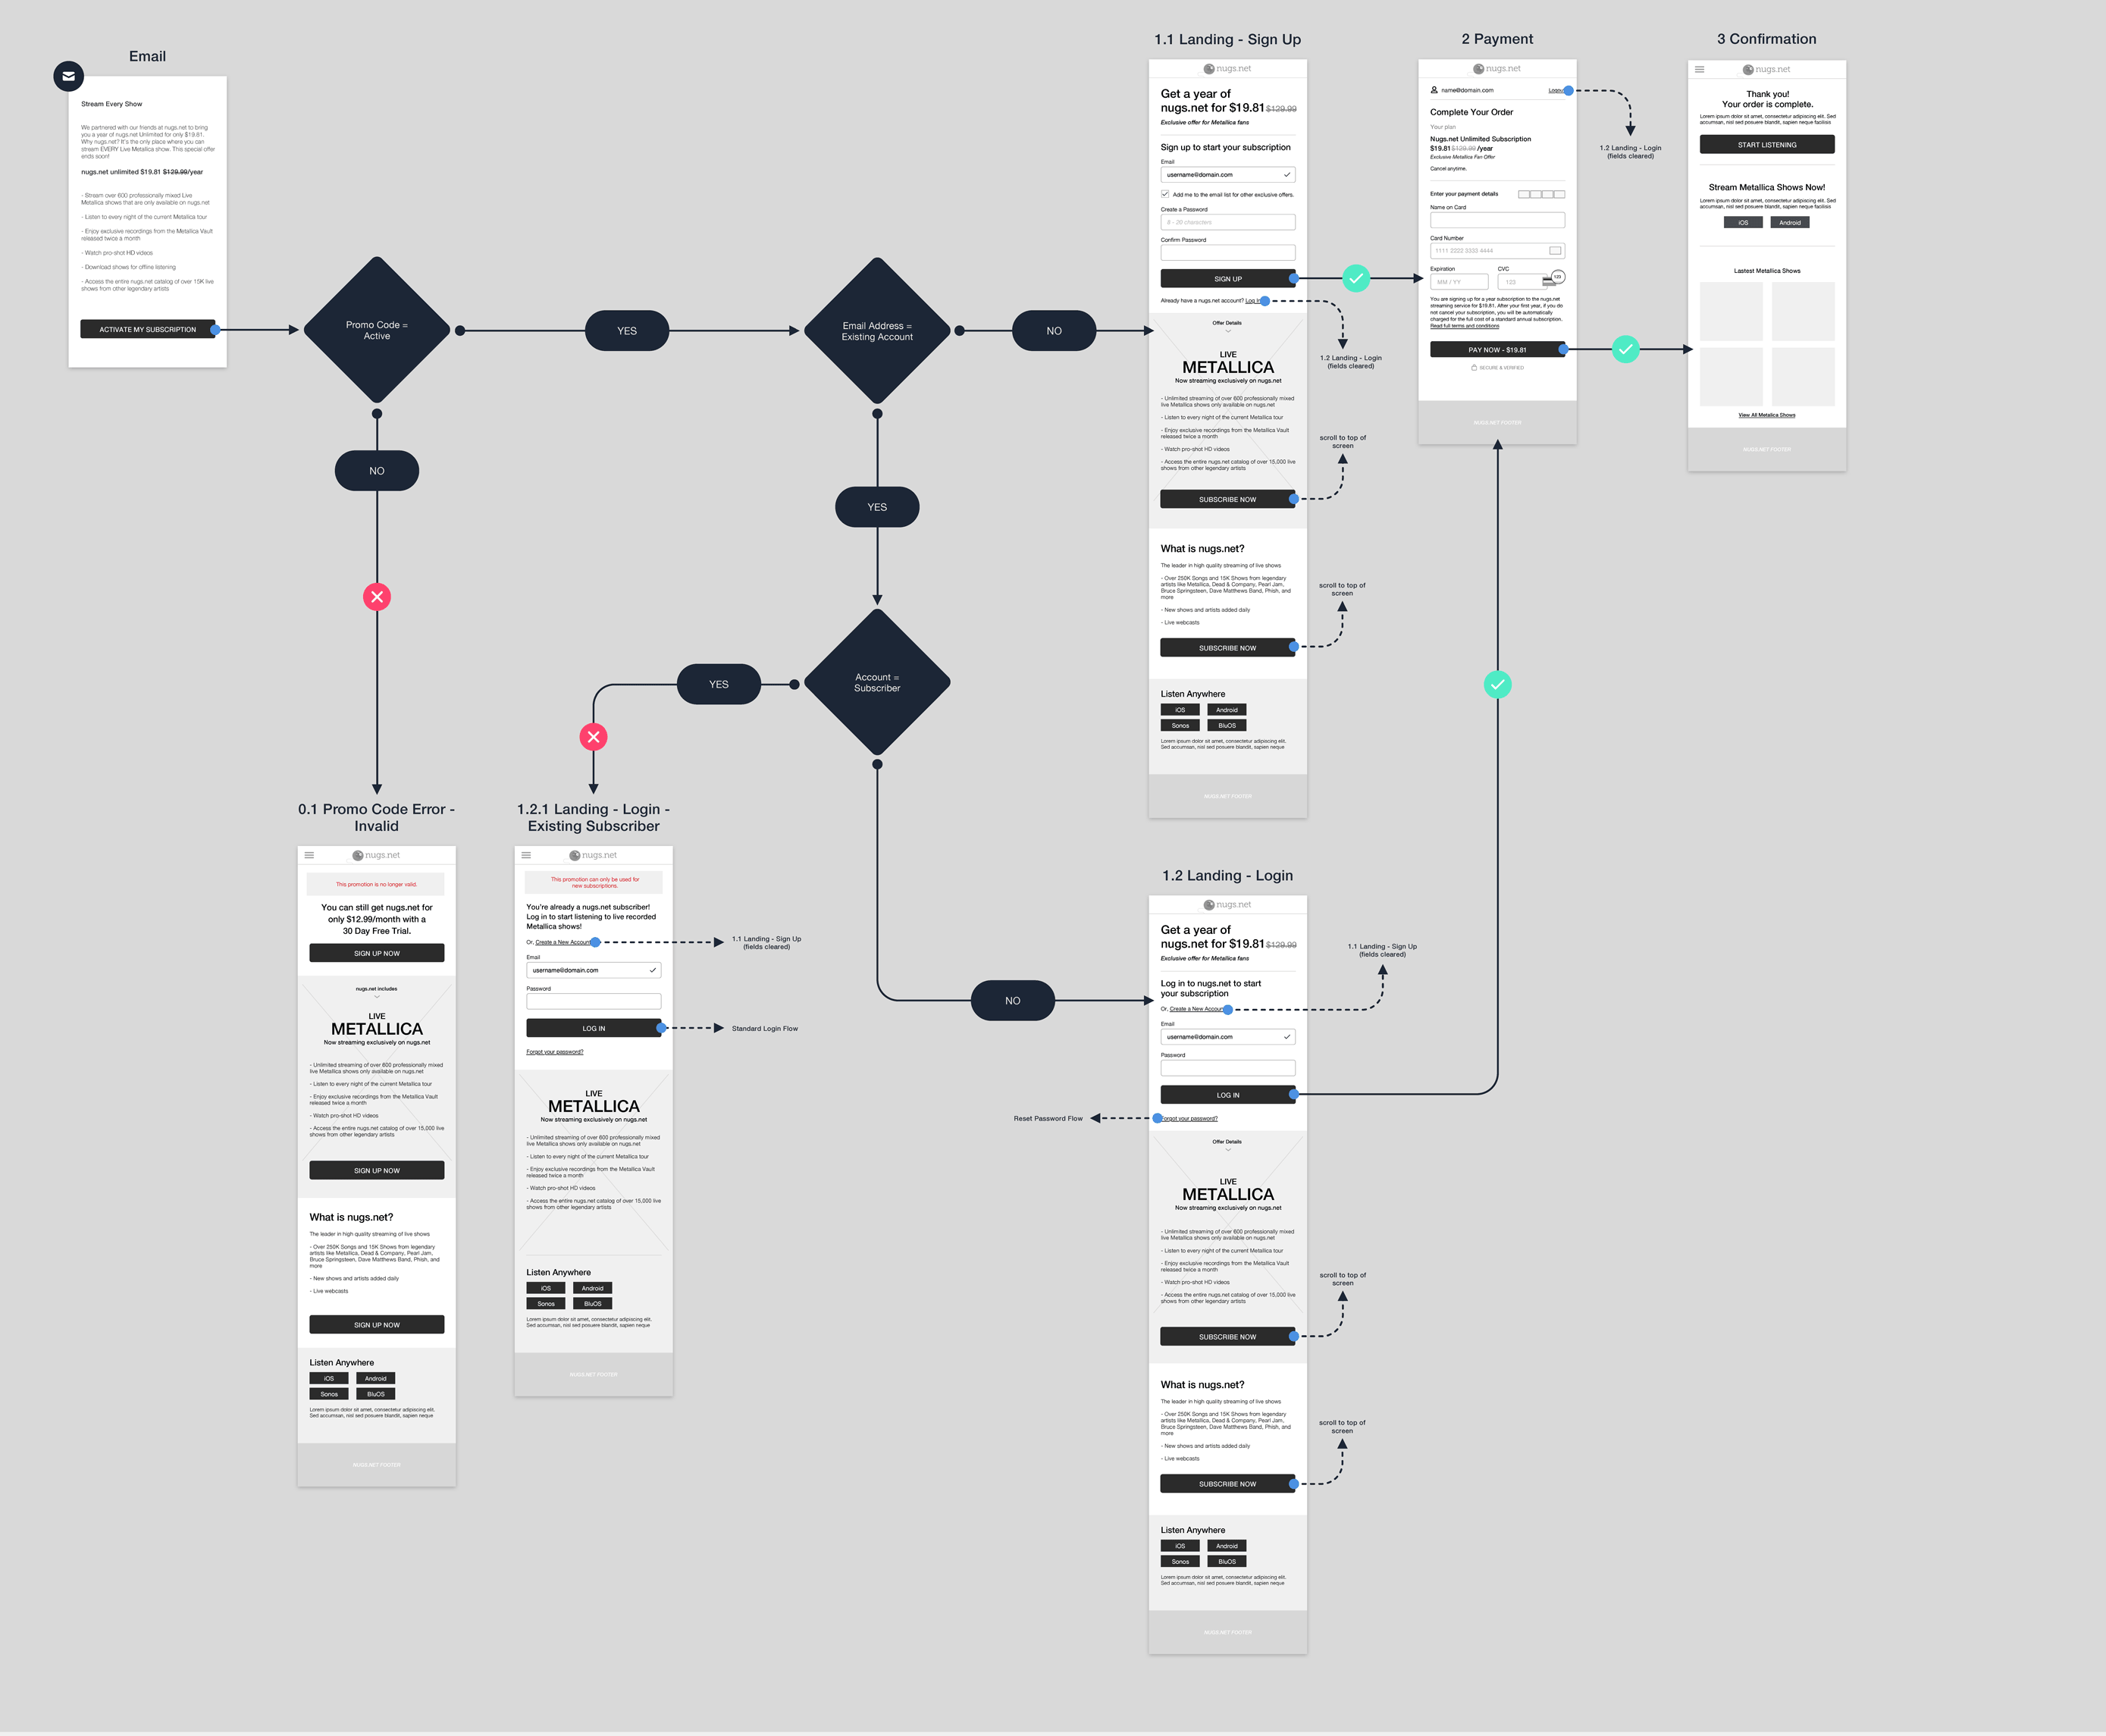 Email
Stream Every Show
We partnered with our friends at nugs.net to bring
you a year of nugs.net Unlimited for only $19.81.
Why nugs.net? It's the only place where you can
stream EVERY Live Metallica show. This special offer
ends soon!
nugs.net unlimited $19.81 $129.99/year
- Stream over 600 professionally mixed Live
Metallica shows that are only available on nugs.net
- Listen to every night of the current Metallica tour
- Enjoy exclusive recordings from the Metallica Vault
released twice a month
- Watch pro-shot HD videos
- Download shows for offline listening
- Access the entire nugs.net catalog of over 15K live
shows from other legendary artists
ACTIVATE MY SUBSCRIPTION
Promo Code =
Active
YES
Email Address =
Existing Account
NO
NO
YES
Account =
Subscriber
YES
NO
1.1 Landing - Sign Up
nugs.net
Get a year of
nugs.net for $19.81 $129.99
Exclusive offer for Metallica fans
Sign up to start your subscription
Email
username@domain.com
Add me to the email list for other exclusive offers.
Create a Password
8 - 20 characters
Confirm Password
SIGN UP
Already have a nugs.net account? Log In
1.2 Landing - Login
(fields cleared)
Offer Details
LIVE
METALLICA
Now streaming exclusively on nugs.net
- Unlimited streaming of over 600 professionally mixed
live Metallica shows only available on nugs.net
- Listen to every night of the current Metallica tour
- Enjoy exclusive recordings from the Metallica Vault
released twice a month
- Watch pro-shot HD videos
- Access the entire nugs.net catalog of over 15,000 live
shows from other legendary artists
SUBSCRIBE NOW
scroll to top of
screen
What is nugs.net?
The leader in high quality streaming of live shows
- Over 250K Songs and 15K Shows from legendary
artists like Metallica, Dead & Company, Pearl Jam,
Bruce Springsteen, Dave Matthews Band, Phish, and
more
- New shows and artists added daily
- Live webcasts
SUBSCRIBE NOW
scroll to top of
screen
Listen Anywhere
iOS
Android
Sonos
BluOS
Lorem ipsum dolor sit amet, consectetur adipiscing elit.
Sed accumsan, nisl sed posuere blandit, sapien neque
NUGS.NET FOOTER
2 Payment
nugs.net
name@domain.com
Logout
1.2 Landing - Login
(fields cleared)
Complete Your Order
Your plan
Nugs.net Unlimited Subscription
$19.81 $129.99 /year
Exclusive Metallica Fan Offer
Cancel anytime.
Enter your payment details
Name on Card
Card Number
1111 2222 3333 4444
Expiration
CVC
MM / YY
123
123
You are signing up for a year subscription to the nugs.net
streaming service for $19.81. After your first year, if you do
not cancel your subscription, you will be automatically
charged for the full cost of a standard annual subscription.
Read full terms and conditions
PAY NOW - $19.81
SECURE & VERIFIED
NUGS.NET FOOTER
3 Confirmation
nugs.net
Thank you!
Your order is complete.
Lorem ipsum dolor sit amet, consectetur adipiscing elit. Sed
accumsan, nisl sed posuere blandit, sapien neque facilisis
START LISTENING
Stream Metallica Shows Now!
Lorem ipsum dolor sit amet, consectetur adipiscing elit. Sed
accumsan, nisl sed posuere blandit, sapien neque facilisis
iOS
Android
Lastest Metallica Shows
View All Metalica Shows
NUGS.NET FOOTER
0.1 Promo Code Error -
Invalid
nugs.net
This promotion is no longer valid.
You can still get nugs.net for
only $12.99/month with a
30 Day Free Trial.
SIGN UP NOW
nugs.net includes
LIVE
METALLICA
Now streaming exclusively on nugs.net
- Unlimited streaming of over 600 professionally mixed
live Metallica shows only available on nugs.net
- Listen to every night of the current Metallica tour
- Enjoy exclusive recordings from the Metallica Vault
released twice a month
- Watch pro-shot HD videos
- Access the entire nugs.net catalog of over 15,000 live
shows from other legendary artists
SIGN UP NOW
What is nugs.net?
The leader in high quality streaming of live shows
- Over 250K Songs and 15K Shows from legendary
artists like Metallica, Dead & Company, Pearl Jam,
Bruce Springsteen, Dave Matthews Band, Phish, and
more
- New shows and artists added daily
- Live webcasts
SIGN UP NOW
Listen Anywhere
iOS
Android
Sonos
BluOS
Lorem ipsum dolor sit amet, consectetur adipiscing elit.
Sed accumsan, nisl sed posuere blandit, sapien neque
NUGS.NET FOOTER
1.2.1 Landing - Login -
Existing Subscriber
nugs.net
This promotion can only be used for
new subscriptions.
You're already a nugs.net subscriber!
Log in to start listening to live recorded
Metallica shows!
Or, Create a New Account
1.1 Landing - Sign Up
(fields cleared)
Email
username@domain.com
Password
LOG IN
Standard Login Flow
Forgot your password?
LIVE
METALLICA
Now streaming exclusively on nugs.net
- Unlimited streaming of over 600 professionally mixed
live Metallica shows only available on nugs.net
- Listen to every night of the current Metallica tour
- Enjoy exclusive recordings from the Metallica Vault
released twice a month
- Watch pro-shot HD videos
- Access the entire nugs.net catalog of over 15,000 live
shows from other legendary artists
Listen Anywhere
iOS
Android
Sonos
BluOS
Lorem ipsum dolor sit amet, consectetur adipiscing elit.
Sed accumsan, nisl sed posuere blandit, sapien neque
NUGS.NET FOOTER
1.2 Landing - Login
nugs.net
Get a year of
nugs.net for $19.81 $129.99
Exclusive offer for Metallica fans
Log in to nugs.net to start
your subscription
Or, Create a New Account
1.1 Landing - Sign Up
(fields cleared)
Email
username@domain.com
Password
LOG IN
Forgot your password?
Reset Password Flow
Offer Details
LIVE
METALLICA
Now streaming exclusively on nugs.net
- Unlimited streaming of over 600 professionally mixed
live Metallica shows only available on nugs.net
- Listen to every night of the current Metallica tour
- Enjoy exclusive recordings from the Metallica Vault
released twice a month
- Watch pro-shot HD videos
- Access the entire nugs.net catalog of over 15,000 live
shows from other legendary artists
SUBSCRIBE NOW
scroll to top of
screen
What is nugs.net?
The leader in high quality streaming of live shows
- Over 250K Songs and 15K Shows from legendary
artists like Metallica, Dead & Company, Pearl Jam,
Bruce Springsteen, Dave Matthews Band, Phish, and
more
- New shows and artists added daily
- Live webcasts
SUBSCRIBE NOW
scroll to top of
screen
Listen Anywhere
iOS
Android
Sonos
BluOS
Lorem ipsum dolor sit amet, consectetur adipiscing elit.
Sed accumsan, nisl sed posuere blandit, sapien neque
NUGS.NET FOOTER